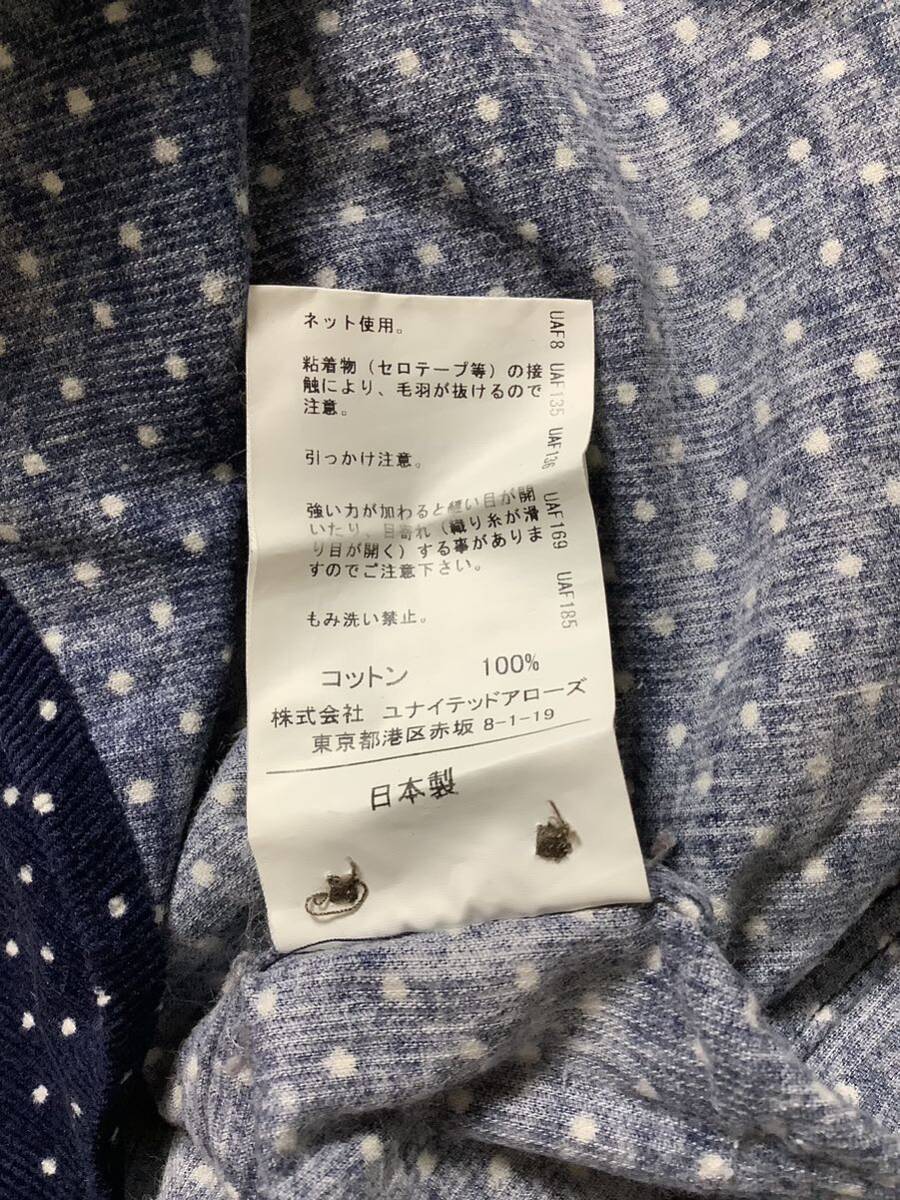 ネット使用。
粘着物（セロテープ等）の接
触により、毛羽が抜けるので
注意。
引っかけ注意。
強い力が加わると縫い目が開
いたり、目寄れ（織り糸が滑
り目が開く）する事がありま
すのでご注意下さい。
もみ洗い禁止。
コットン 100%
株式会社 ユナイテッドアローズ
東京都港区赤坂 8-1-19
日本製
UAF8 UAF135 UAF136 UAF169 UAF185